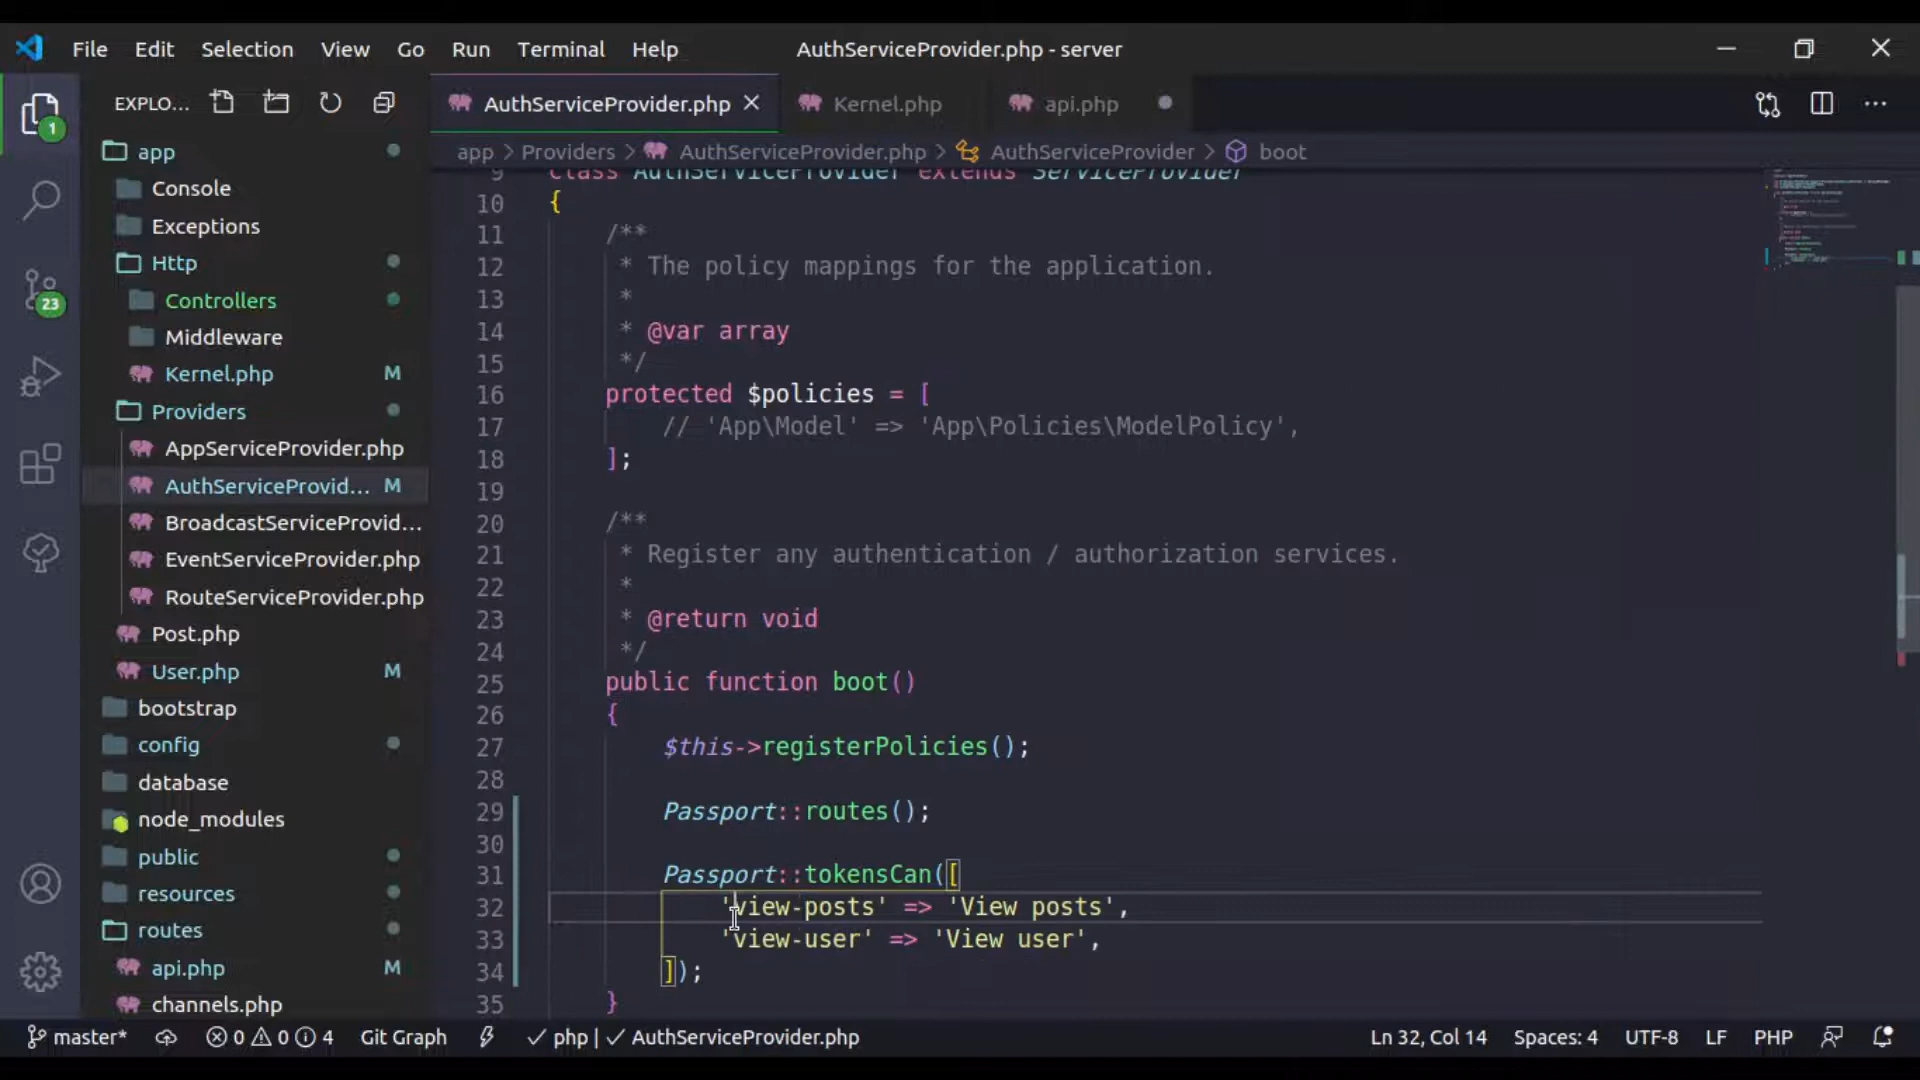 File Edit Selection View Go Run Terminal Help AuthServiceProvider.php - server
EXPLO...
AuthServiceProvider.php Kernel.php api.php
app > Providers > AuthServiceProvider.php > AuthServiceProvider > boot
1
23
app
Console
Exceptions
Http
Controllers
Middleware
Kernel.php M
Providers
AppServiceProvider.php
AuthServiceProvid... M
BroadcastServiceProvid...
EventServiceProvider.php
RouteServiceProvider.php
Post.php
User.php M
bootstrap
config
database
node_modules
public
resources
routes
api.php M
channels.php
9 class AuthServiceProvider extends ServiceProvider
10 {
11 /**
12 * The policy mappings for the application.
13 *
14 * @var array
15 */
16 protected $policies = [
17 // 'App\Model' => 'App\Policies\ModelPolicy',
18 ];
19
20 /**
21 * Register any authentication / authorization services.
22 *
23 * @return void
24 */
25 public function boot()
26 {
27 $this->registerPolicies();
28
29 Passport::routes();
30
31 Passport::tokensCan([
32 'view-posts' => 'View posts',
33 'view-user' => 'View user',
34 ]);
35 }
master* 0 0 4 Git Graph php | AuthServiceProvider.php Ln 32, Col 14 Spaces: 4 UTF-8 LF PHP